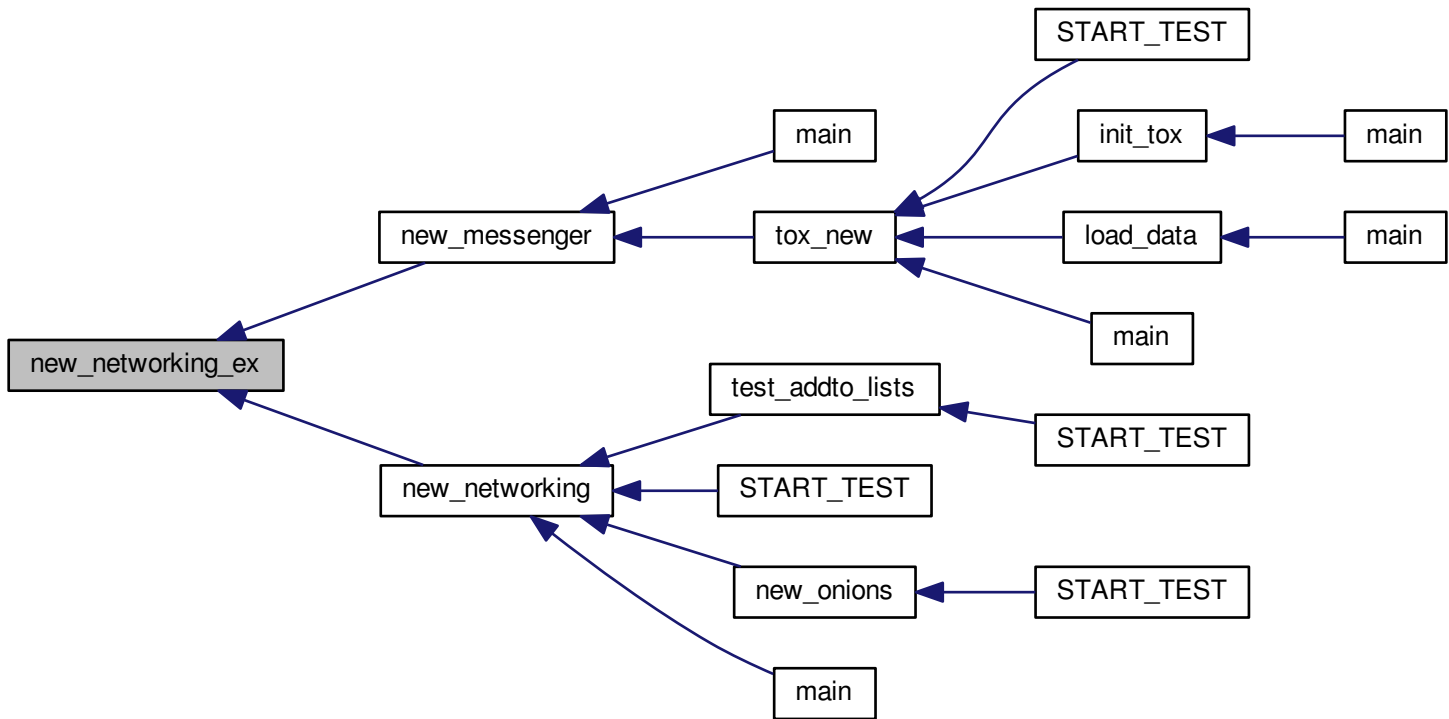 START_TEST
main
init_tox
main
new_messenger
tox_new
load_data
main
main
new_networking_ex
test_addto_lists
START_TEST
new_networking
START_TEST
new_onions
START_TEST
main